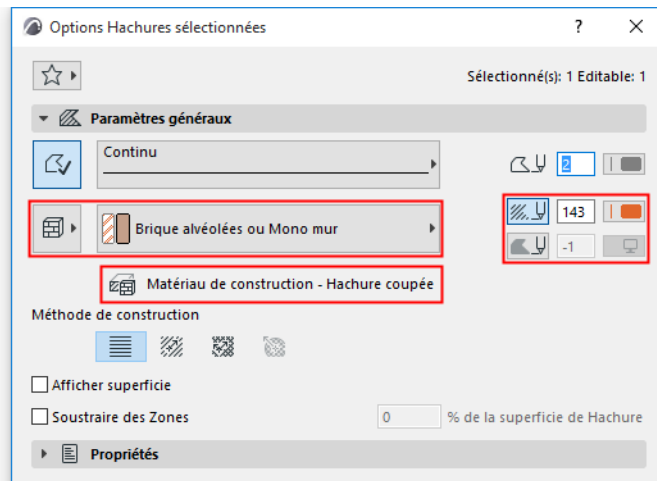 Options Hachures sélectionnées ? ×
Sélectionné(s): 1 Editable: 1
Paramètres généraux
Continu
2
Brique alvéolées ou Mono mur
143
-1
Matériau de construction - Hachure coupée
Méthode de construction
Afficher superficie
Soustraire des Zones 0 % de la superficie de Hachure
Propriétés